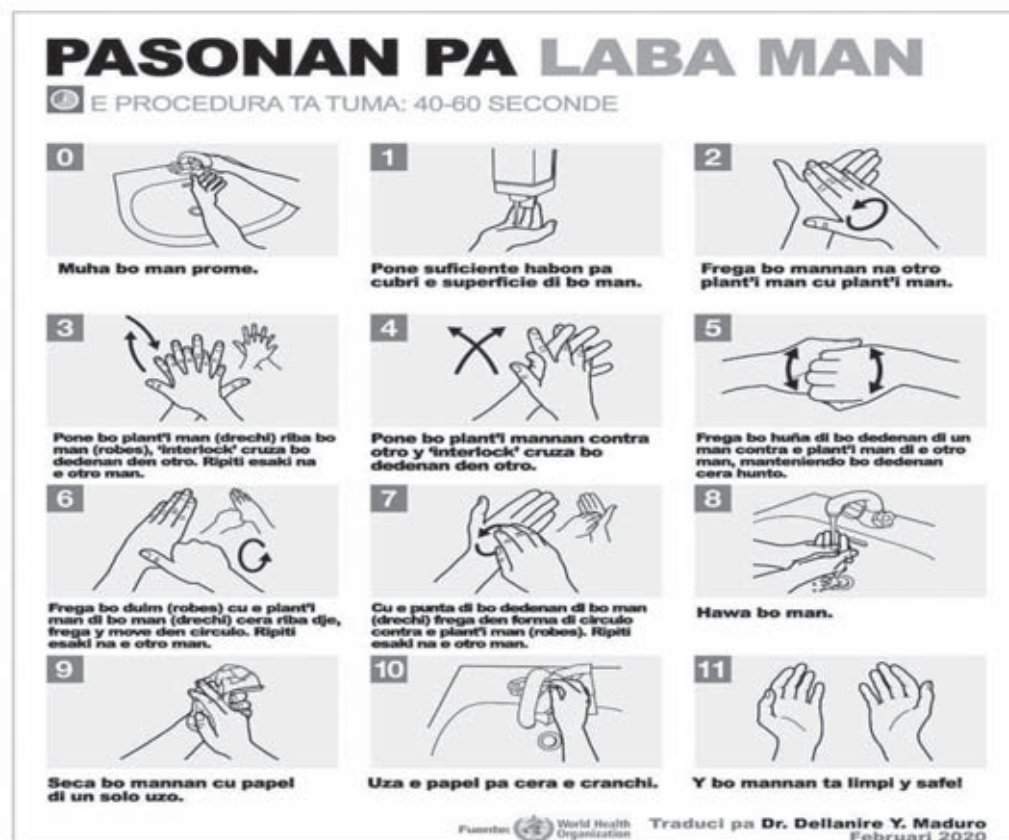 PASONAN PA LABA MAN
E PROCEDURA TA TUMA: 40-60 SECONDE
0
Muha bo man prome.
1
Pone suficiente habon pa
cubri e superficie di bo man.
2
Frega bo mannan na otro
plant'i man cu plant'i man.
3
Pone bo plant'i man (drechi) riba bo
man (robes), 'interlock' cruza bo
dedenan den otro. Ripiti esaki na
e otro man.
4
Pone bo plant'i mannan contra
otro y 'interlock' cruza bo
dedenan den otro.
5
Frega bo huña di bo dedenan di un
man contra e plant'i man di e otro
man, manteniendo bo dedenan
cera hunto.
6
Frega bo duim (robes) cu e plant'i
man di bo man (drechi) cera riba dje,
frega y move den circulo. Ripiti
esaki na e otro man.
7
Cu e punta di bo dedenan di bo man
(drechi) frega den forma di circulo
contra e plant'i man (robes). Ripiti
esaki na e otro man.
8
Hawa bo man.
9
Seca bo mannan cu papel
di un solo uzo.
10
Uza e papel pa cera e cranchi.
11
Y bo mannan ta limpi y safe!
Fuente: World Health
Organization
Traduci pa Dr. Dellanire Y. Maduro
Februari 2020